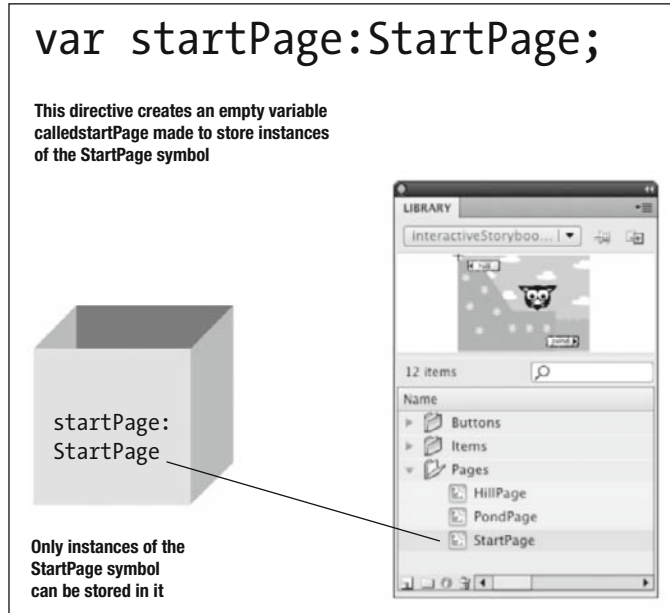 var startPage:StartPage;
This directive creates an empty variable
calledstartPage made to store instances
of the StartPage symbol
LIBRARY
interactiveStoryboo...
hill
pond
12 items
Name
Buttons
Items
Pages
HillPage
PondPage
StartPage
startPage:
StartPage
Only instances of the
StartPage symbol
can be stored in it